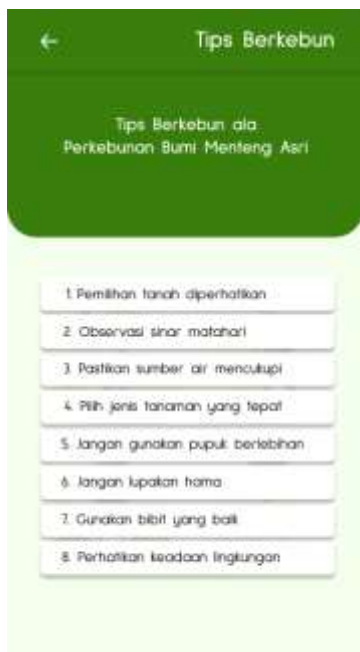 Tips Berkebun
Tips Berkebun ala
Perkebunan Bumi Menteng Asri
1. Pemilihan tanah diperhatikan
2. Observasi sinar matahari
3. Pastikan sumber air mencukupi
4. Pilih jenis tanaman yang tepat
5. Jangan gunakan pupuk berlebihan
6. Jangan lupakan hama
7. Gunakan bibit yang baik
8. Perhatikan keadaan lingkungan